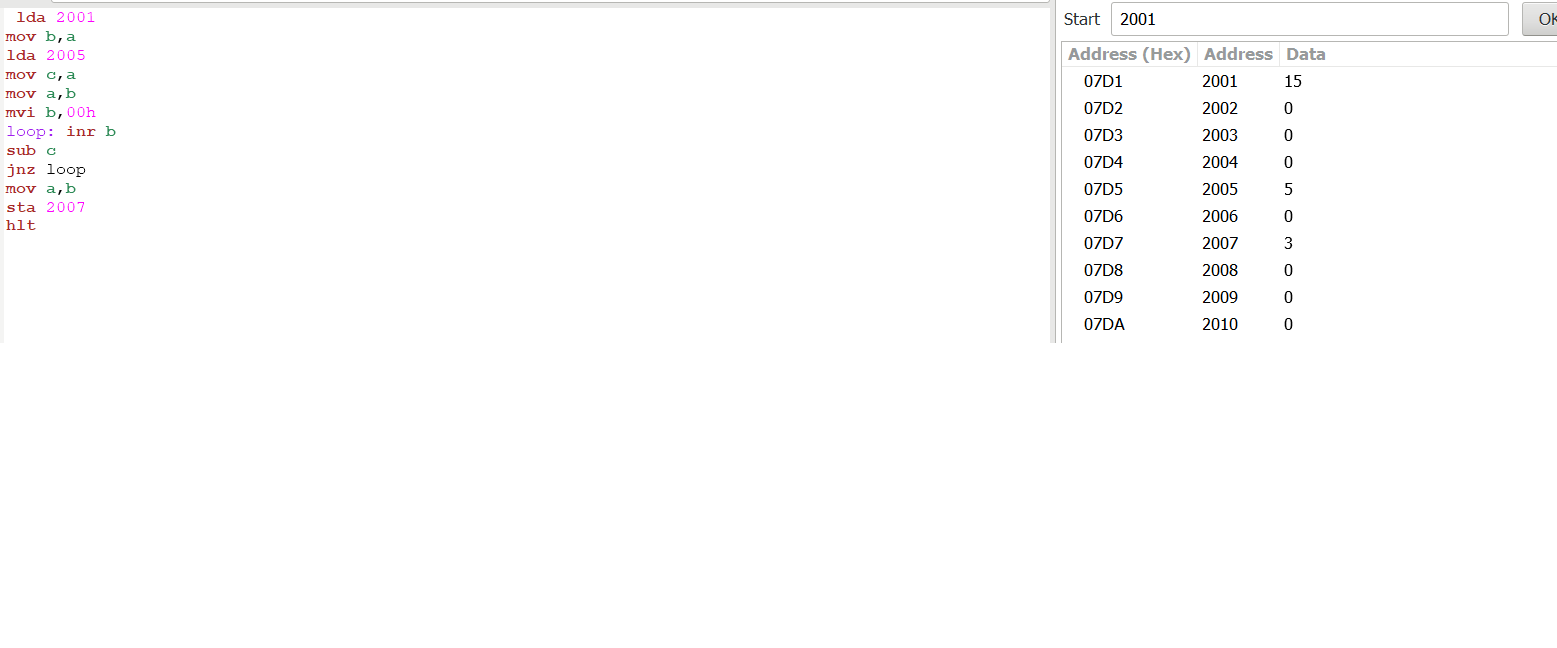 lda 2001
mov b,a
lda 2005
mov c,a
mov a,b
mvi b,00h
loop: inr b
sub c
jnz loop
mov a,b
sta 2007
hlt
Start 2001 OK
Address (Hex) Address Data
07D1 2001 15
07D2 2002 0
07D3 2003 0
07D4 2004 0
07D5 2005 5
07D6 2006 0
07D7 2007 3
07D8 2008 0
07D9 2009 0
07DA 2010 0